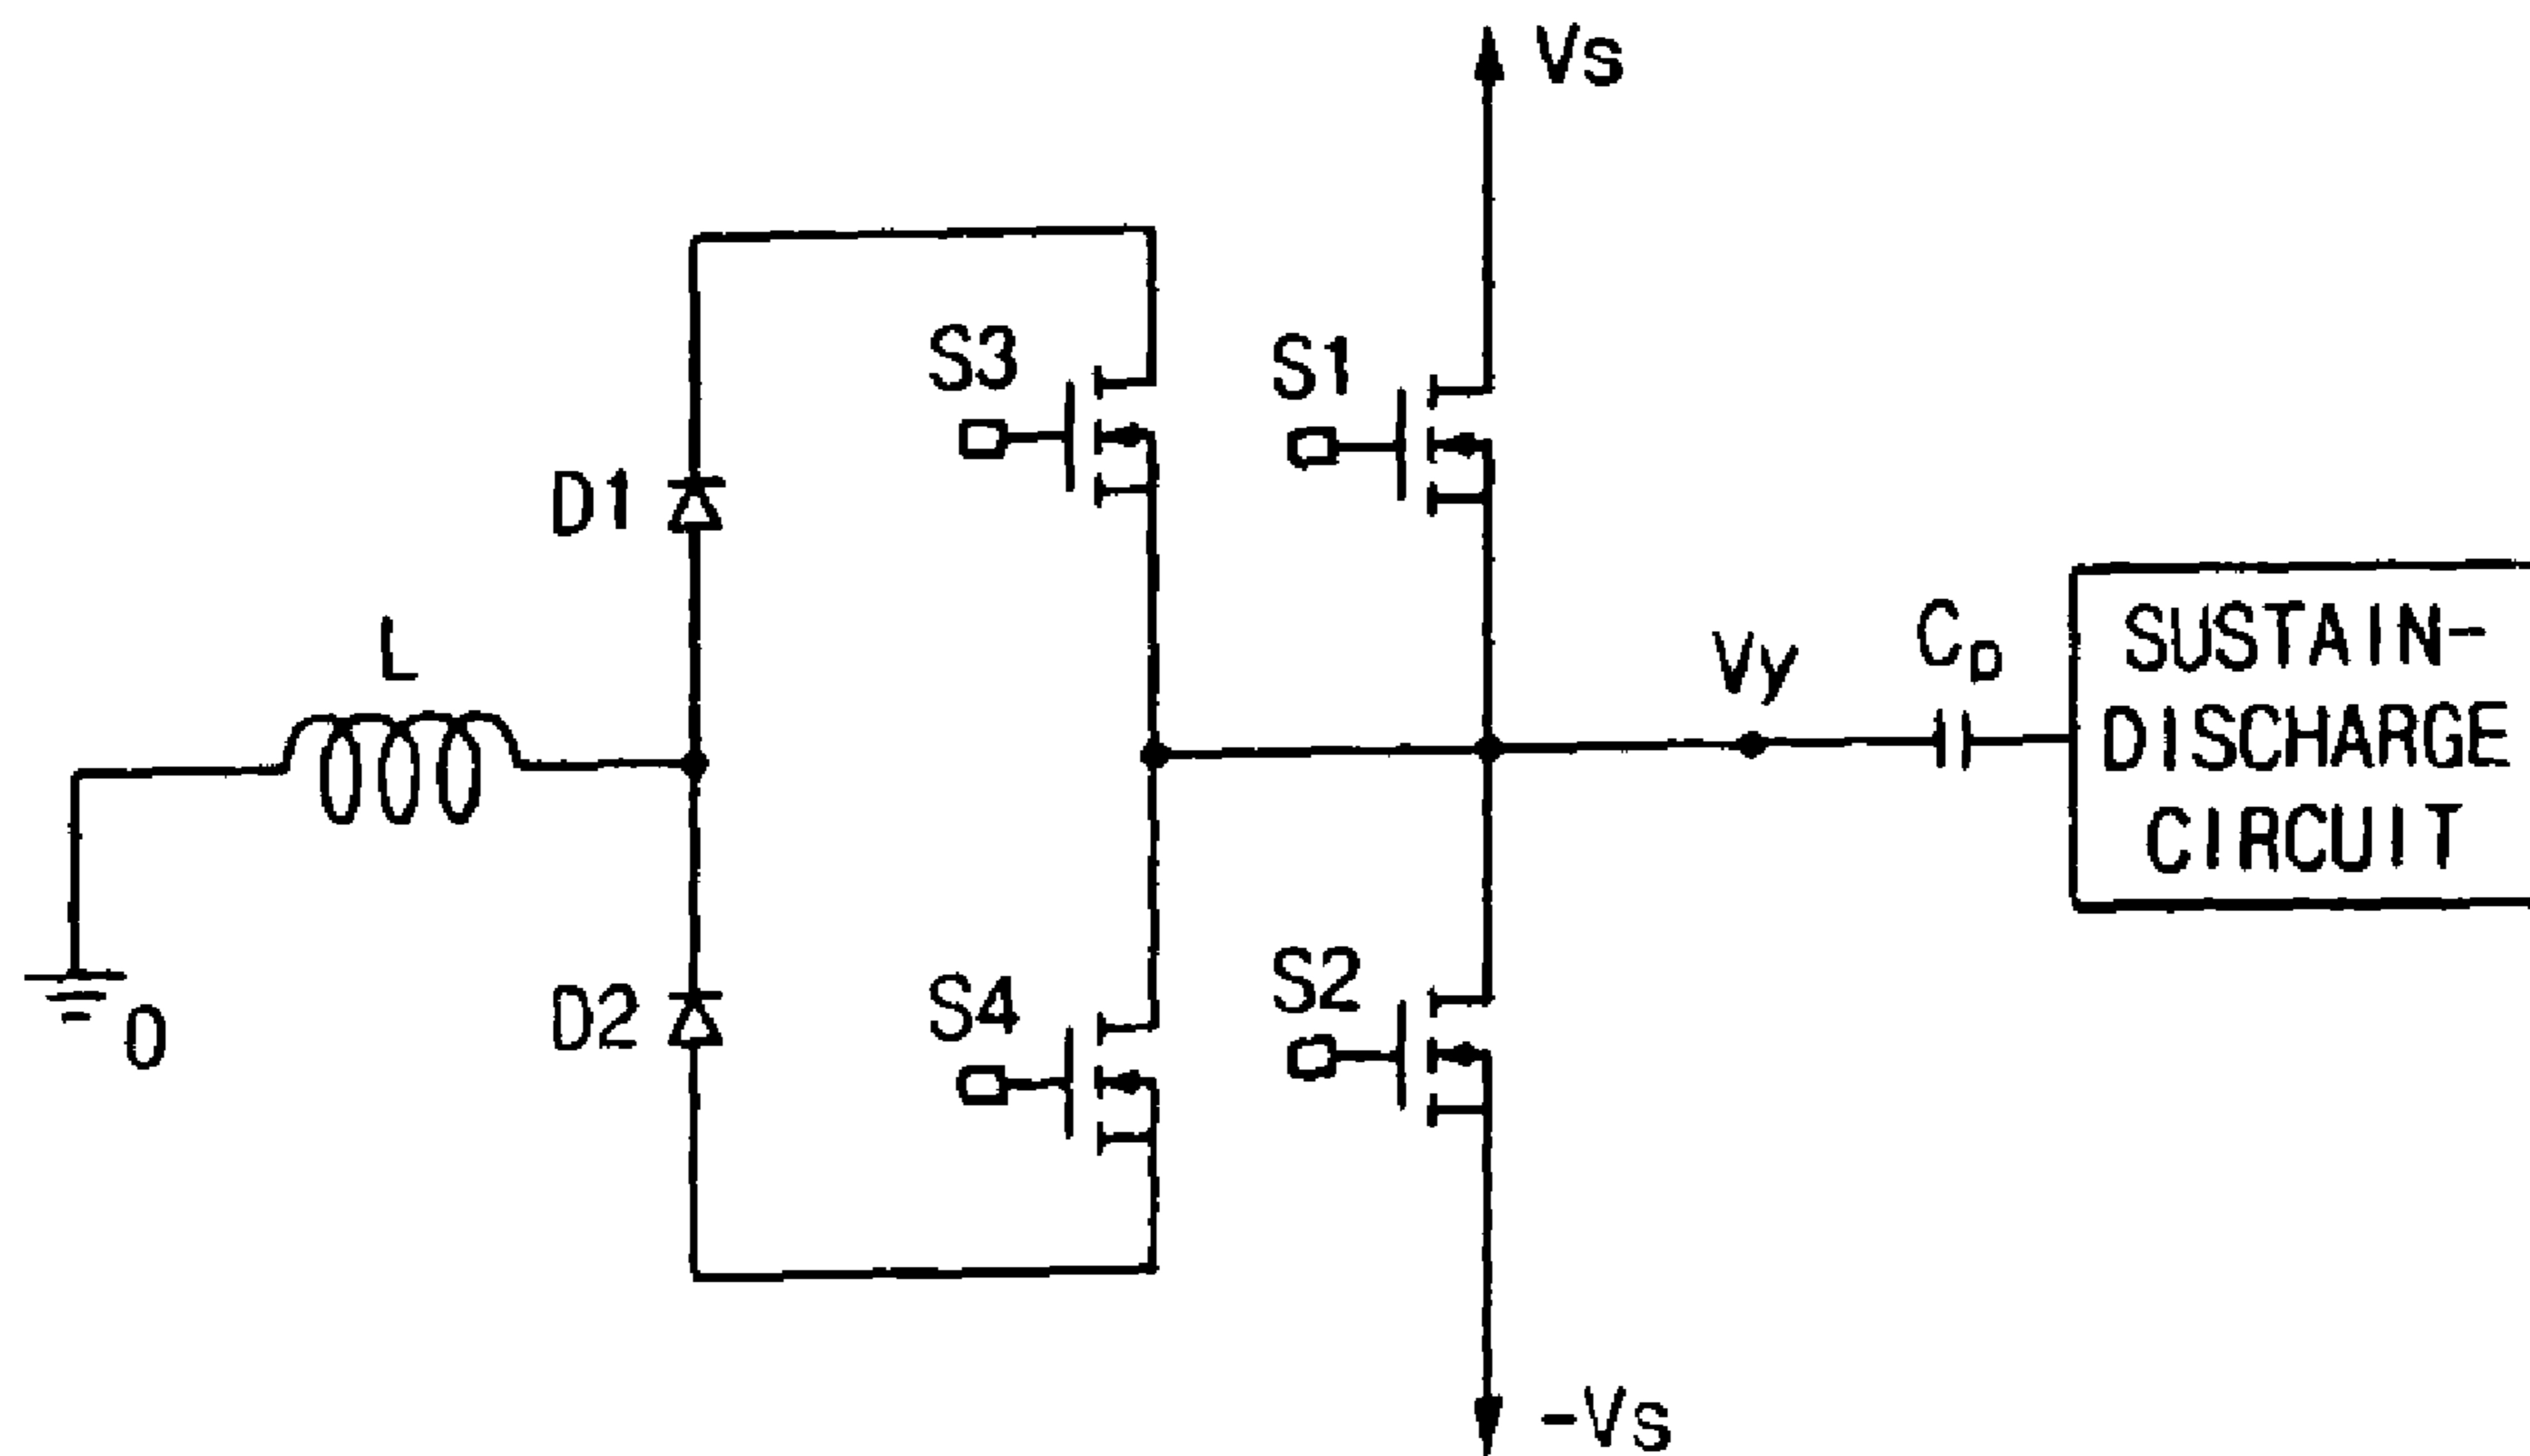 Vs
S3
S1
D1
L
Vy
Cp
SUSTAIN-
DISCHARGE
CIRCUIT
0
D2
S4
S2
-Vs